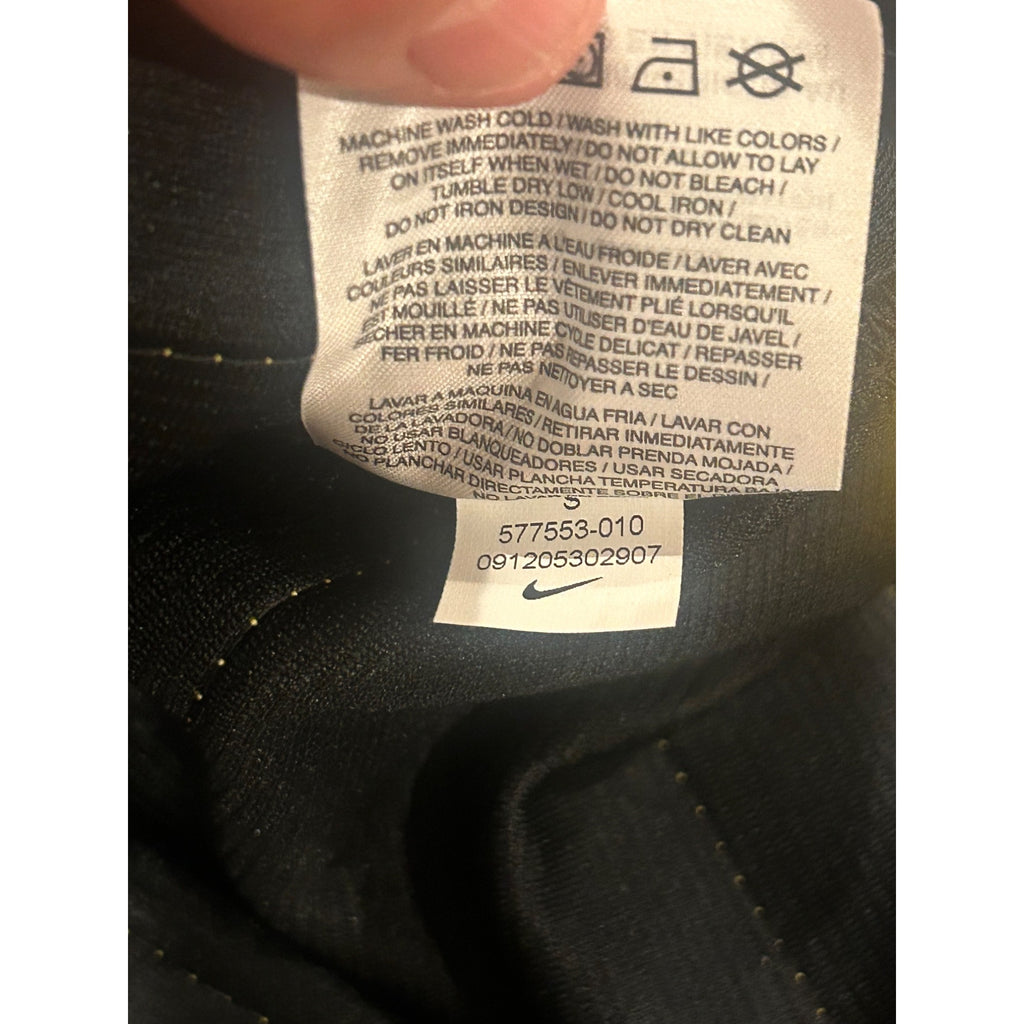 MACHINE WASH COLD / WASH WITH LIKE COLORS /
REMOVE IMMEDIATELY / DO NOT ALLOW TO LAY
ON ITSELF WHEN WET / DO NOT BLEACH /
TUMBLE DRY LOW / COOL IRON /
DO NOT IRON DESIGN / DO NOT DRY CLEAN
LAVER EN MACHINE A L'EAU FROIDE / LAVER AVEC
COULEURS SIMILAIRES / ENLEVER IMMEDIATEMENT /
NE PAS LAISSER LE VÊTEMENT PLIÉ LORSQU'IL
EST MOUILLÉ / NE PAS UTILISER D'EAU DE JAVEL /
ÉCHER EN MACHINE CYCLE DELICAT / REPASSER
FER FROID / NE PAS REPASSER LE DESSIN /
NE PAS NETTOYER A SEC
LAVAR A MAQUINA EN AGUA FRIA / LAVAR CON
COLORES SIMILARES / RETIRAR INMEDIATAMENTE
DE LA LAVADORA / NO DOBLAR PRENDA MOJADA /
NO USAR BLANQUEADORES / USAR SECADORA
CICLO LENTO / USAR PLANCHA TEMPERATURA BAJA
NO PLANCHAR DIRECTAMENTE SOBRE EL
NO
S
577553-010
091205302907